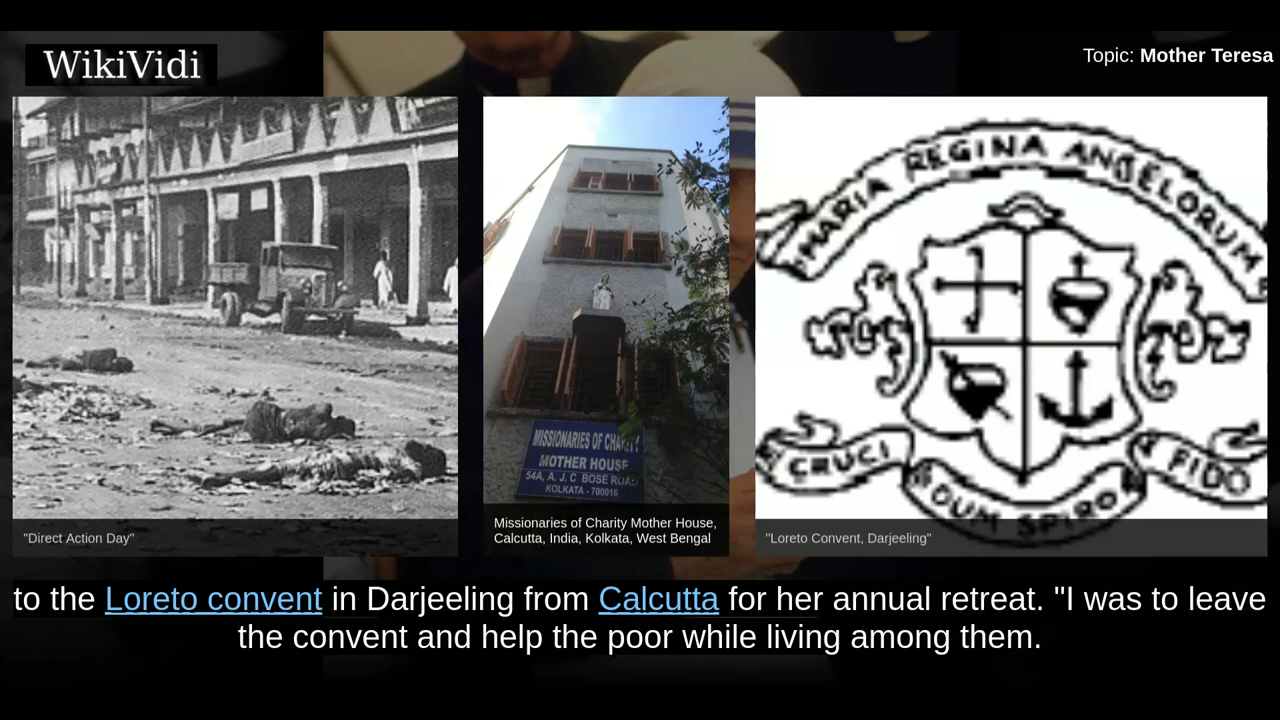 WikiVidi
Topic: Mother Teresa
MISSIONARIES OF CHARITY
MOTHER HOUSE
54A, A. J. C BOSE ROAD
KOLKATA - 700016
MARIA REGINA ANGELORUM
CRUCI
DUM SPIRO
FIDO
"Direct Action Day"
Missionaries of Charity Mother House,
Calcutta, India, Kolkata, West Bengal
"Loreto Convent, Darjeeling"
to the Loreto convent in Darjeeling from Calcutta for her annual retreat. "I was to leave
the convent and help the poor while living among them.